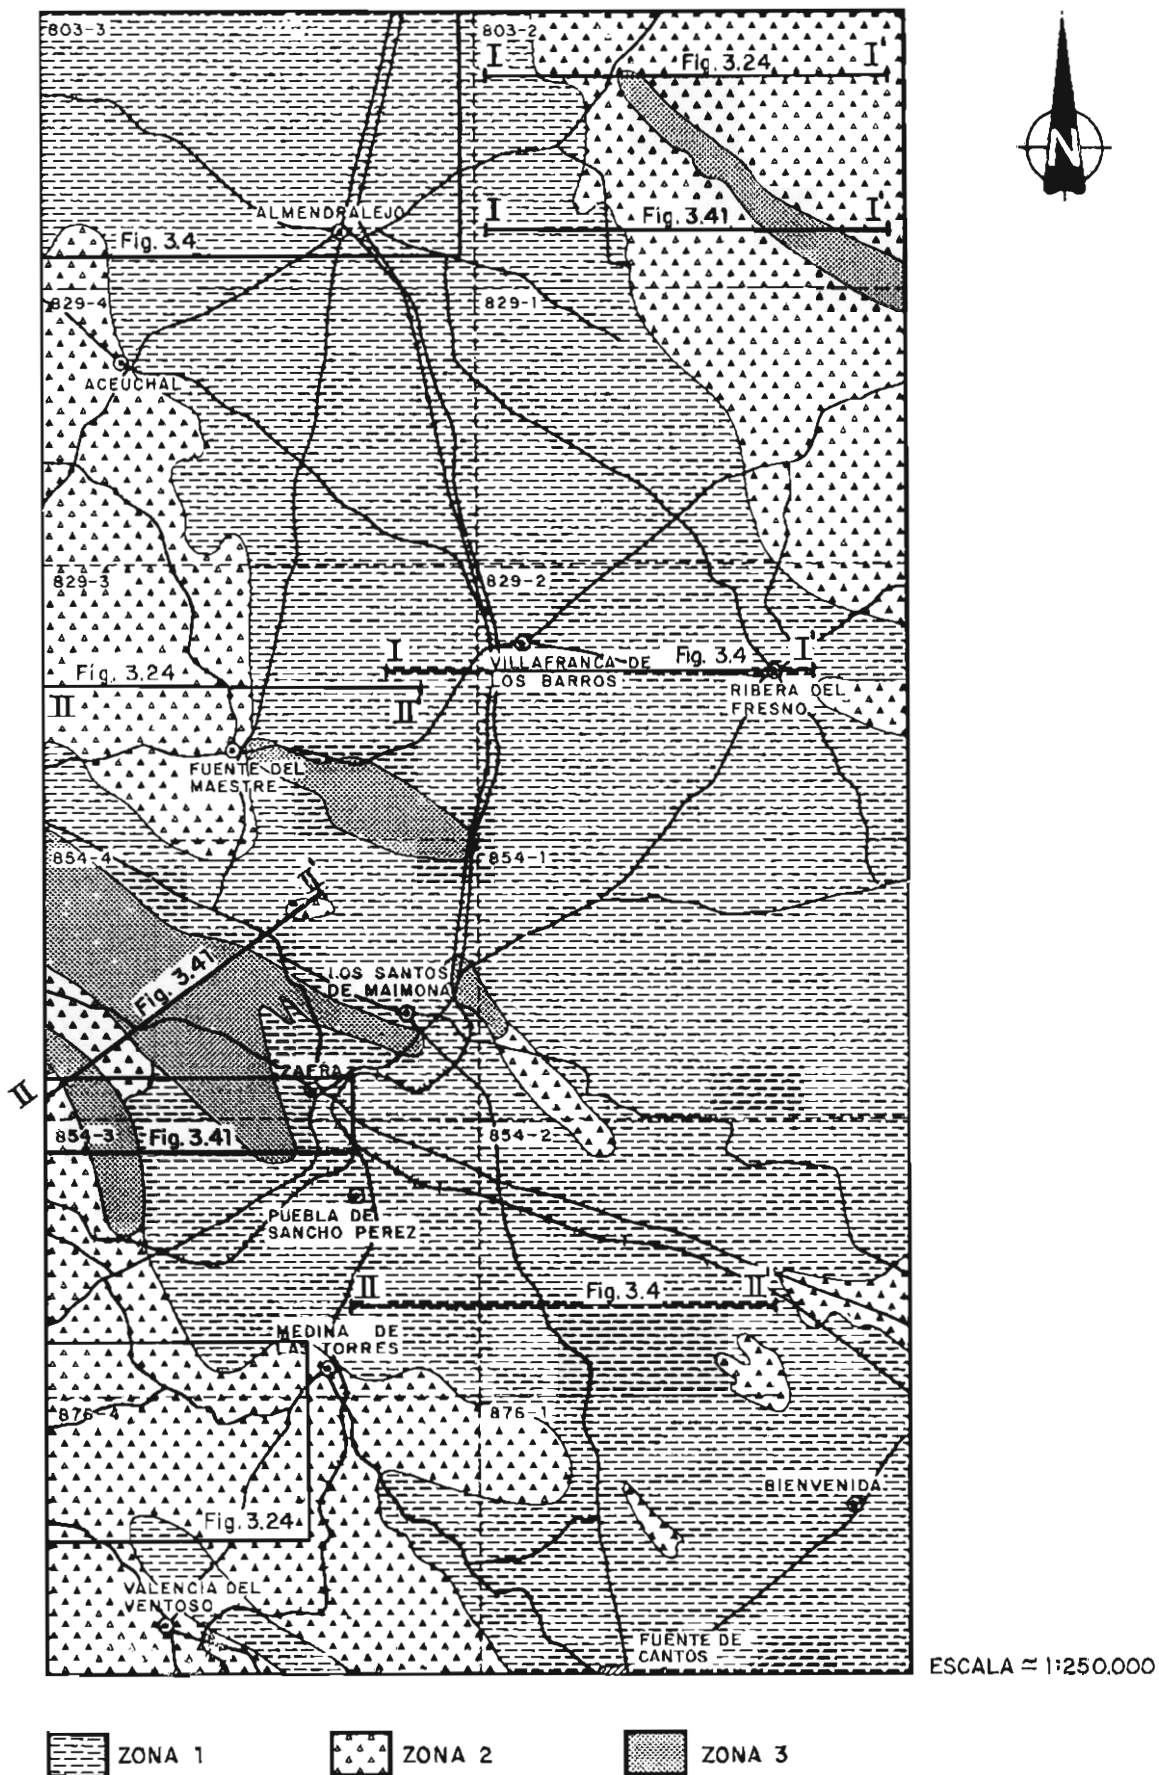 803-3
803-2
I
Fig. 3.24
I'
N
ALMENDRALEJO
I
Fig. 3.41
I'
Fig. 3.4
829-4
829-1
ACEUCHAL
829-3
829-2
I
VILLAFRANCA DE
LOS BARROS
Fig. 3.4
I'
Fig. 3.24
II
II'
RIBERA DEL
FRESNO
FUENTE DEL
MAESTRE
854-4
854-1
II'
Fig. 3.41
LOS SANTOS
DE MAIMONA
II
ZAFRA
854-3
Fig. 3.41
854-2
PUEBLA DE
SANCHO PEREZ
II
Fig. 3.4
II'
MEDINA DE
LAS TORRES
876-4
876-1
BIENVENIDA
Fig. 3.24
VALENCIA DEL
VENTOSO
FUENTE DE
CANTOS
ESCALA ≃ 1:250.000
ZONA 1
ZONA 2
ZONA 3